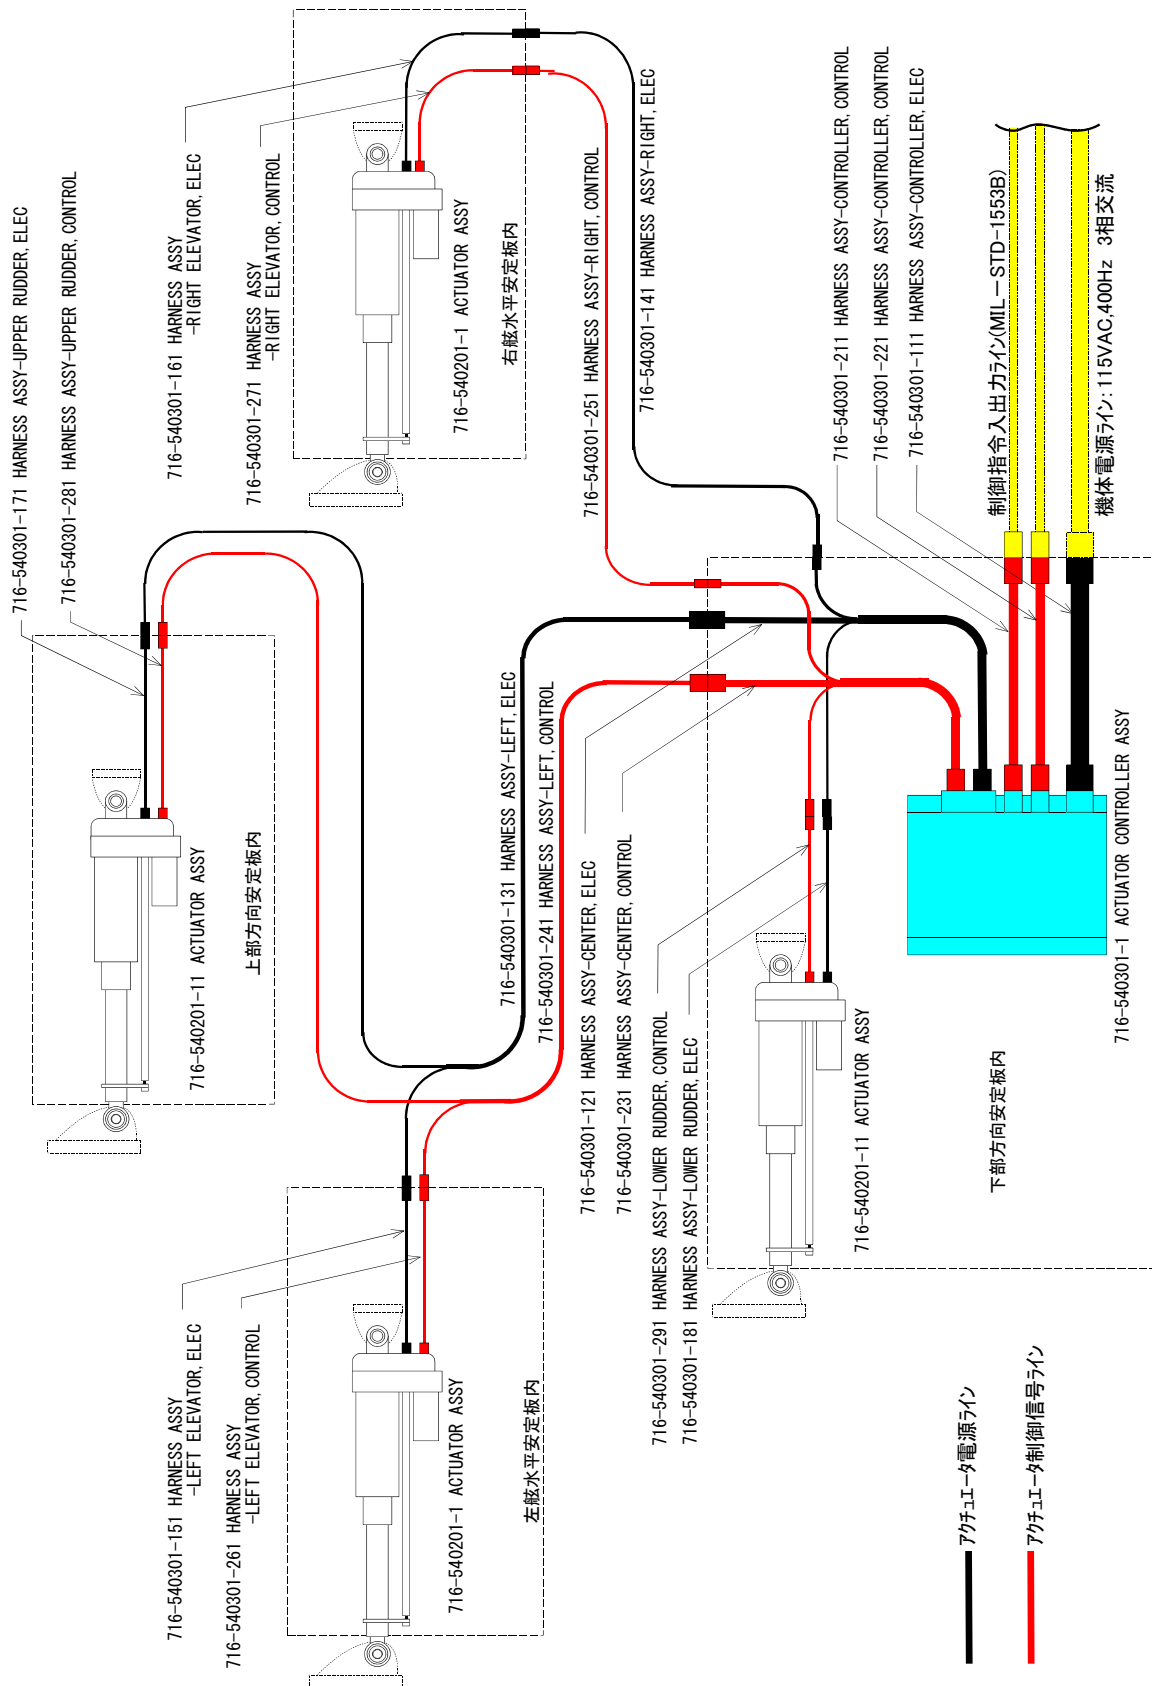 716-540301-171 HARNESS ASSY-UPPER RUDDER, ELEC
716-540301-281 HARNESS ASSY-UPPER RUDDER, CONTROL
716-540201-11 ACTUATOR ASSY
上部方向安定板内
716-540301-161 HARNESS ASSY
-RIGHT ELEVATOR, ELEC
716-540301-271 HARNESS ASSY
-RIGHT ELEVATOR, CONTROL
716-540201-1 ACTUATOR ASSY
右舷水平安定板内
716-540301-151 HARNESS ASSY
-LEFT ELEVATOR, ELEC
716-540301-261 HARNESS ASSY
-LEFT ELEVATOR, CONTROL
716-540201-1 ACTUATOR ASSY
左舷水平安定板内
716-540301-131 HARNESS ASSY-LEFT, ELEC
716-540301-241 HARNESS ASSY-LEFT, CONTROL
716-540301-251 HARNESS ASSY-RIGHT, CONTROL
716-540301-141 HARNESS ASSY-RIGHT, ELEC
716-540301-121 HARNESS ASSY-CENTER, ELEC
716-540301-231 HARNESS ASSY-CENTER, CONTROL
716-540301-291 HARNESS ASSY-LOWER RUDDER, CONTROL
716-540301-181 HARNESS ASSY-LOWER RUDDER, ELEC
716-540201-11 ACTUATOR ASSY
下部方向安定板内
716-540301-211 HARNESS ASSY-CONTROLLER, CONTROL
716-540301-221 HARNESS ASSY-CONTROLLER, CONTROL
716-540301-111 HARNESS ASSY-CONTROLLER, ELEC
制御指令入出力ライン(MIL－STD-1553B)
機体電源ライン: 115VAC,400Hz 3相交流
716-540301-1 ACTUATOR CONTROLLER ASSY
アクチュエータ電源ライン
アクチュエータ制御信号ライン